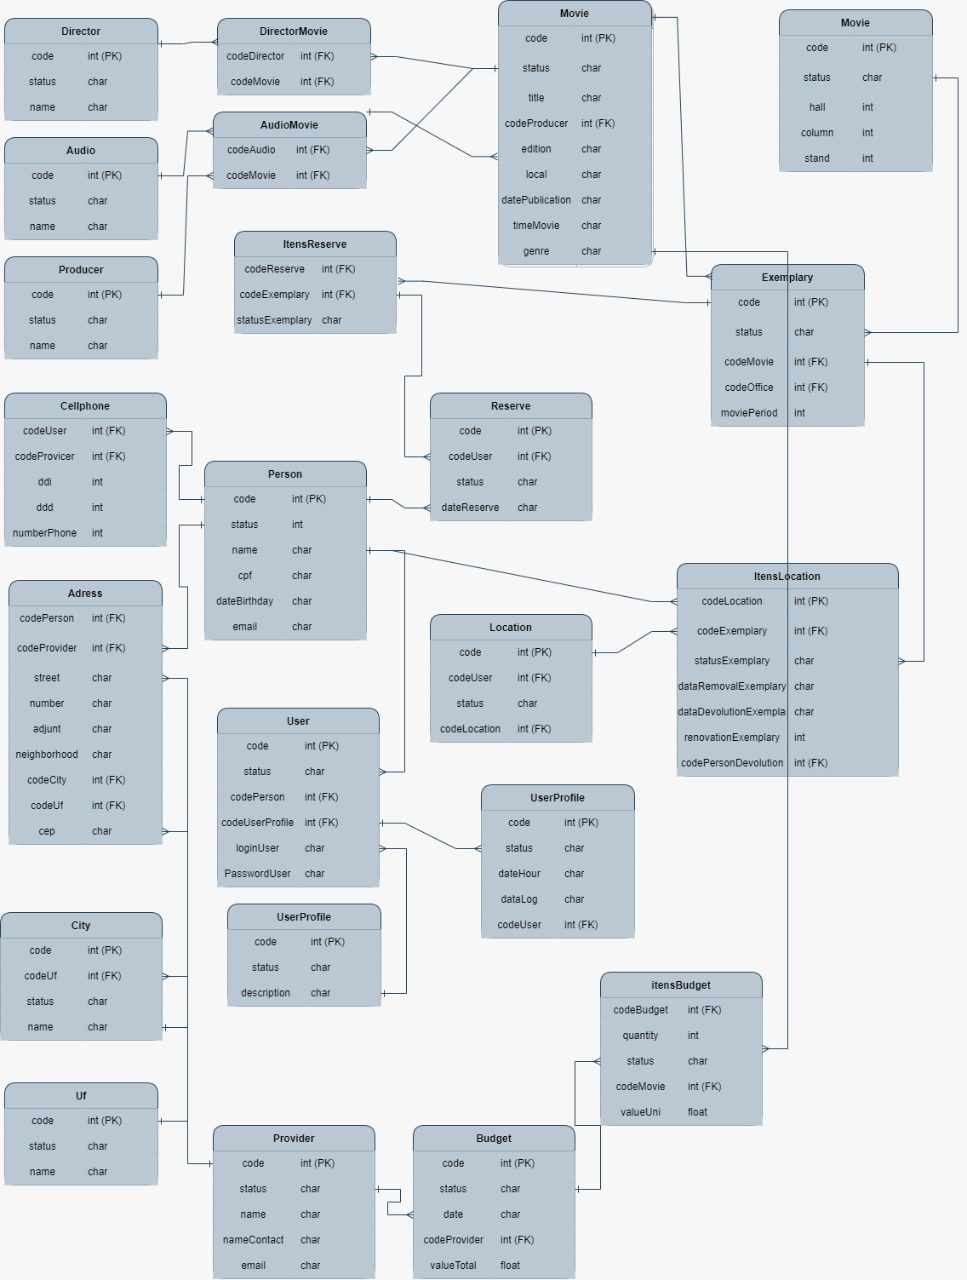 Director
code int (PK)
status char
name char
DirectorMovie
codeDirector int (FK)
codeMovie int (FK)
Movie
code int (PK)
status char
title char
codeProducer int (FK)
edition char
local char
datePublication char
timeMovie char
genre char
Movie
code int (PK)
status char
hall int
column int
stand int
Audio
code int (PK)
status char
name char
AudioMovie
codeAudio int (FK)
codeMovie int (FK)
Producer
code int (PK)
status char
name char
ItensReserve
codeReserve int (FK)
codeExemplary int (FK)
statusExemplary char
Exemplary
code int (PK)
status char
codeMovie int (FK)
codeOffice int (FK)
moviePeriod int
Cellphone
codeUser int (FK)
codeProvicer int (FK)
ddi int
ddd int
numberPhone int
Person
code int (PK)
status int
name char
cpf char
dateBirthday char
email char
Reserve
code int (PK)
codeUser int (FK)
status char
dateReserve char
Adress
codePerson int (FK)
codeProvider int (FK)
street char
number char
adjunt char
neighborhood char
codeCity int (FK)
codeUf int (FK)
cep char
Location
code int (PK)
codeUser int (FK)
status char
codeLocation int (FK)
ItensLocation
codeLocation int (PK)
codeExemplary int (FK)
statusExemplary char
dataRemovalExemplary char
dataDevolutionExempla char
renovationExemplary int
codePersonDevolution int (FK)
User
code int (PK)
status char
codePerson int (FK)
codeUserProfile int (FK)
loginUser char
PasswordUser char
UserProfile
code int (PK)
status char
dateHour char
dataLog char
codeUser int (FK)
UserProfile
code int (PK)
status char
description char
City
code int (PK)
codeUf int (FK)
status char
name char
itensBudget
codeBudget int (FK)
quantity int
status char
codeMovie int (FK)
valueUni float
Uf
code int (PK)
status char
name char
Provider
code int (PK)
status char
name char
nameContact char
email char
Budget
code int (PK)
status char
date char
codeProvider int (FK)
valueTotal float